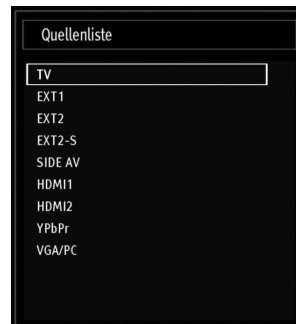 Quellenliste
TV
EXT1
EXT2
EXT2-S
SIDE AV
HDMI1
HDMI2
YPbPr
VGA/PC